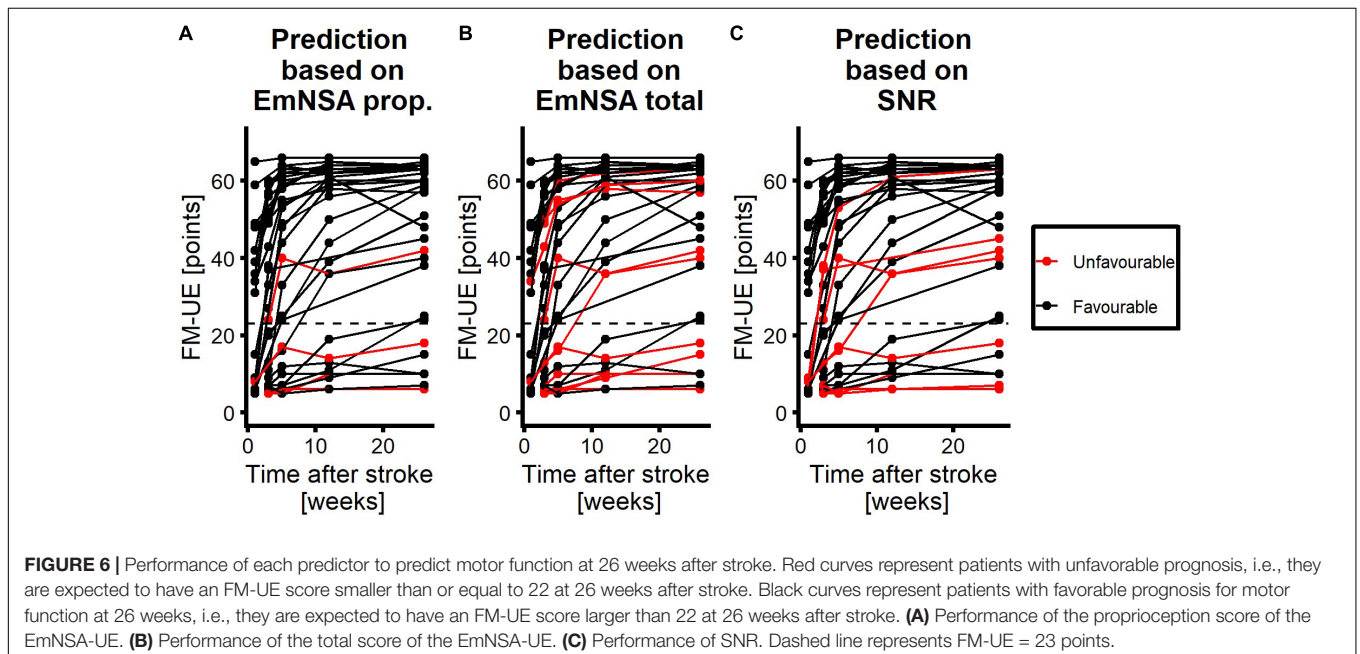 A
Prediction
based on
EmNSA prop.
B
Prediction
based on
EmNSA total
C
Prediction
based on
SNR
FM-UE [points]
60
40
20
0
0 10 20
Time after stroke
[weeks]
FM-UE [points]
60
40
20
0
0 10 20
Time after stroke
[weeks]
FM-UE [points]
60
40
20
0
0 10 20
Time after stroke
[weeks]
Unfavourable
Favourable
FIGURE 6 | Performance of each predictor to predict motor function at 26 weeks after stroke. Red curves represent patients with unfavorable prognosis, i.e., they
are expected to have an FM-UE score smaller than or equal to 22 at 26 weeks after stroke. Black curves represent patients with favorable prognosis for motor
function at 26 weeks, i.e., they are expected to have an FM-UE score larger than 22 at 26 weeks after stroke. (A) Performance of the proprioception score of the
EmNSA-UE. (B) Performance of the total score of the EmNSA-UE. (C) Performance of SNR. Dashed line represents FM-UE = 23 points.